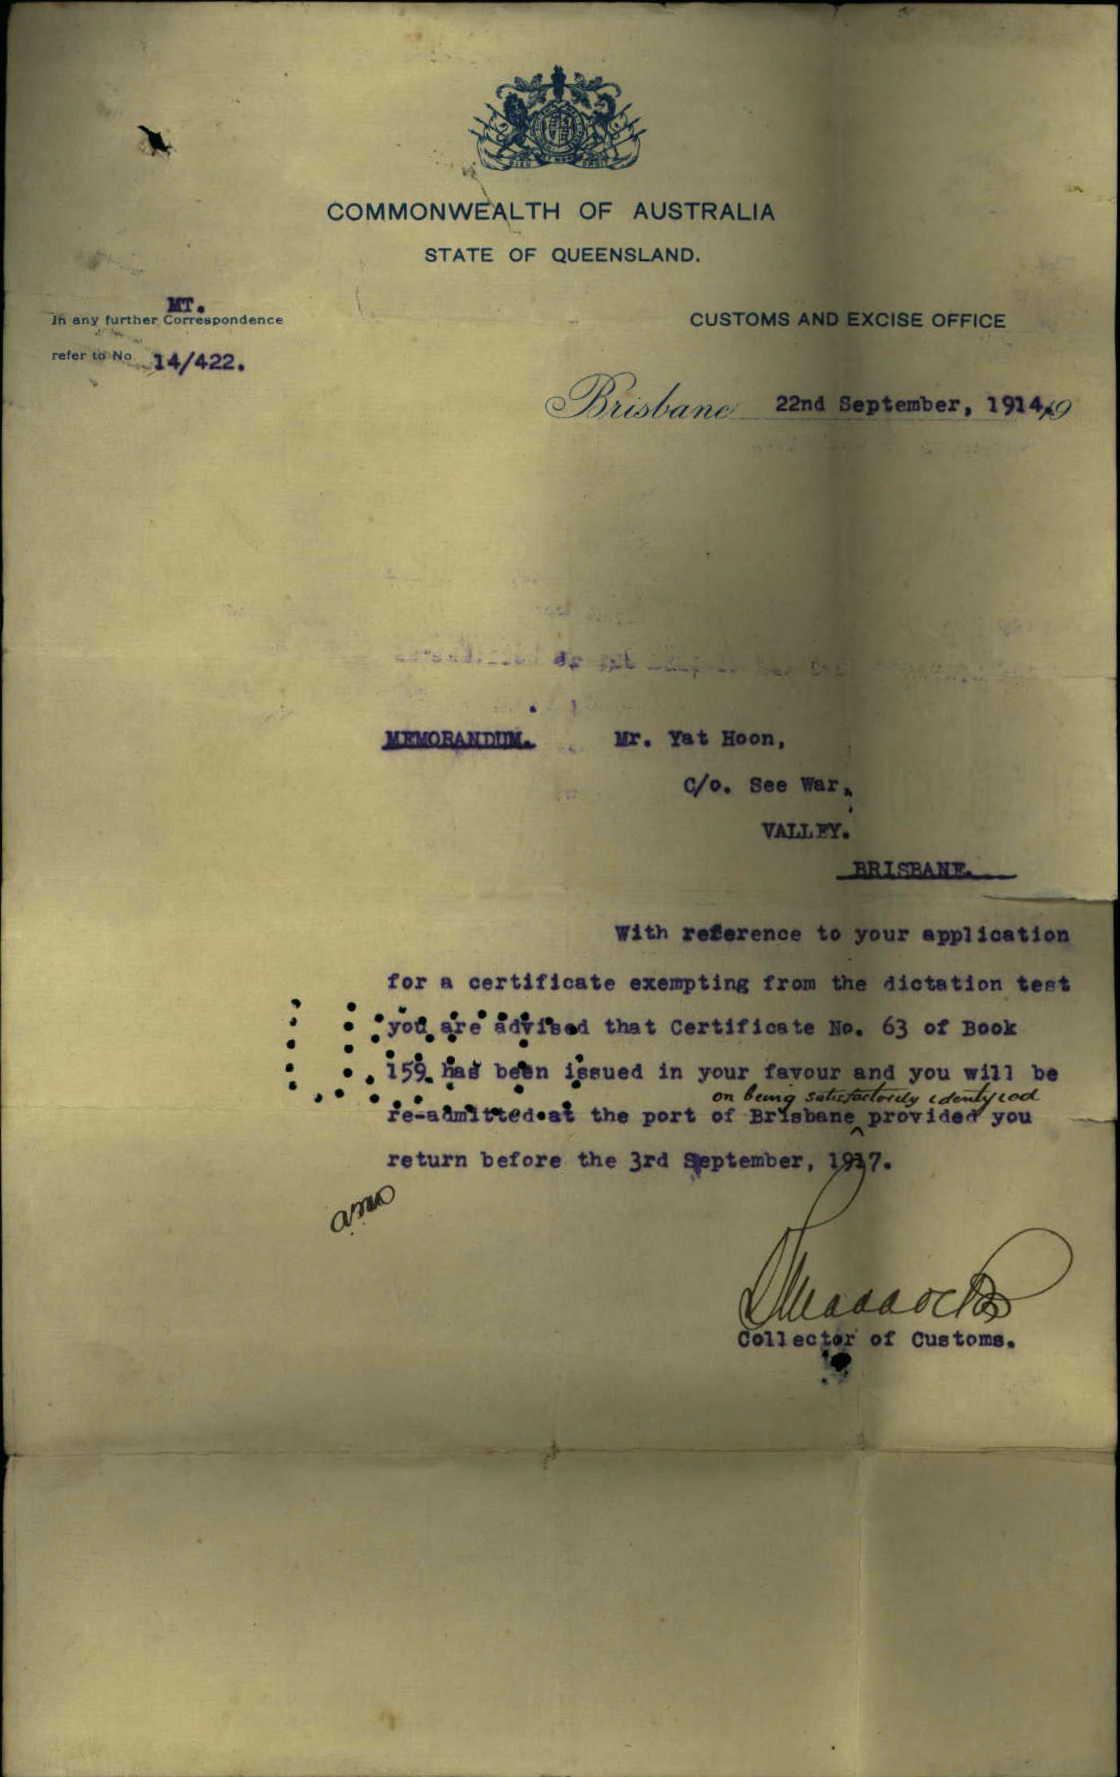 COMMONWEALTH OF AUSTRALIA
STATE OF QUEENSLAND.
MT.
In any further Correspondence
refer to No 14/422.
CUSTOMS AND EXCISE OFFICE
Brisbane 22nd September, 1914. 19
MEMORANDUM. Mr. Yat Hoon,
C/o. See War,
VALLEY.
BRISBANE.
With reference to your application
for a certificate exempting from the dictation test
you are advised that Certificate No. 63 of Book
159 has been issued in your favour and you will be
on being satisfactorily identified
re-admitted at the port of Brisbane ^ provided you
return before the 3rd September, 1917.
Collector of Customs.